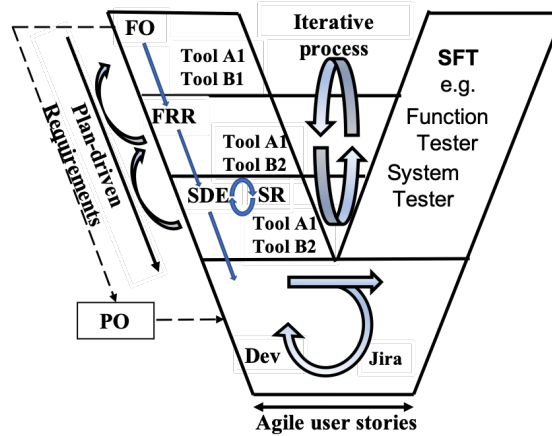 FO
Iterative
process
Tool A1
Tool B1
SFT
e.g.
Function
Tester
System
Tester
Plan-driven
Requirements
FRR
Tool A1
Tool B2
SDE
SR
Tool A1
Tool B2
PO
Dev
Jira
Agile user stories